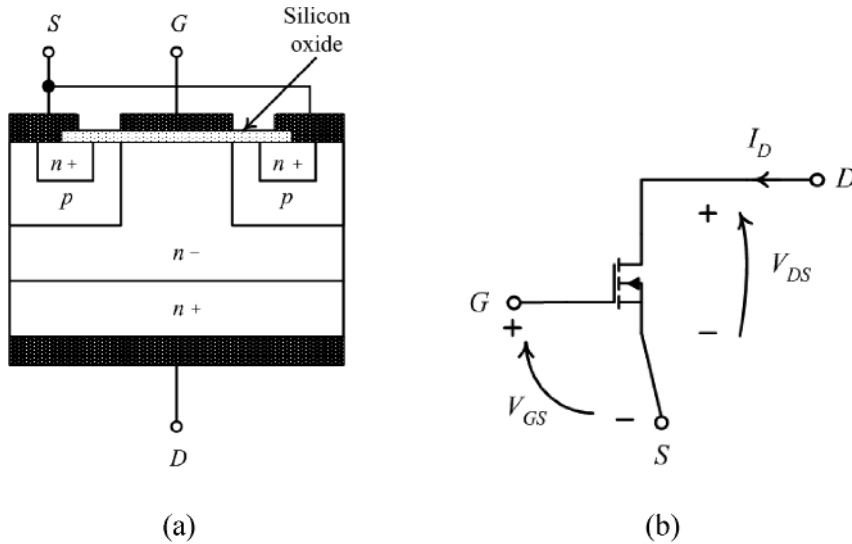 S
G
Silicon
oxide
n+
n+
p
p
n−
n+
D
(a)
I_D
D
+
V_DS
−
G
+
V_GS
−
S
(b)